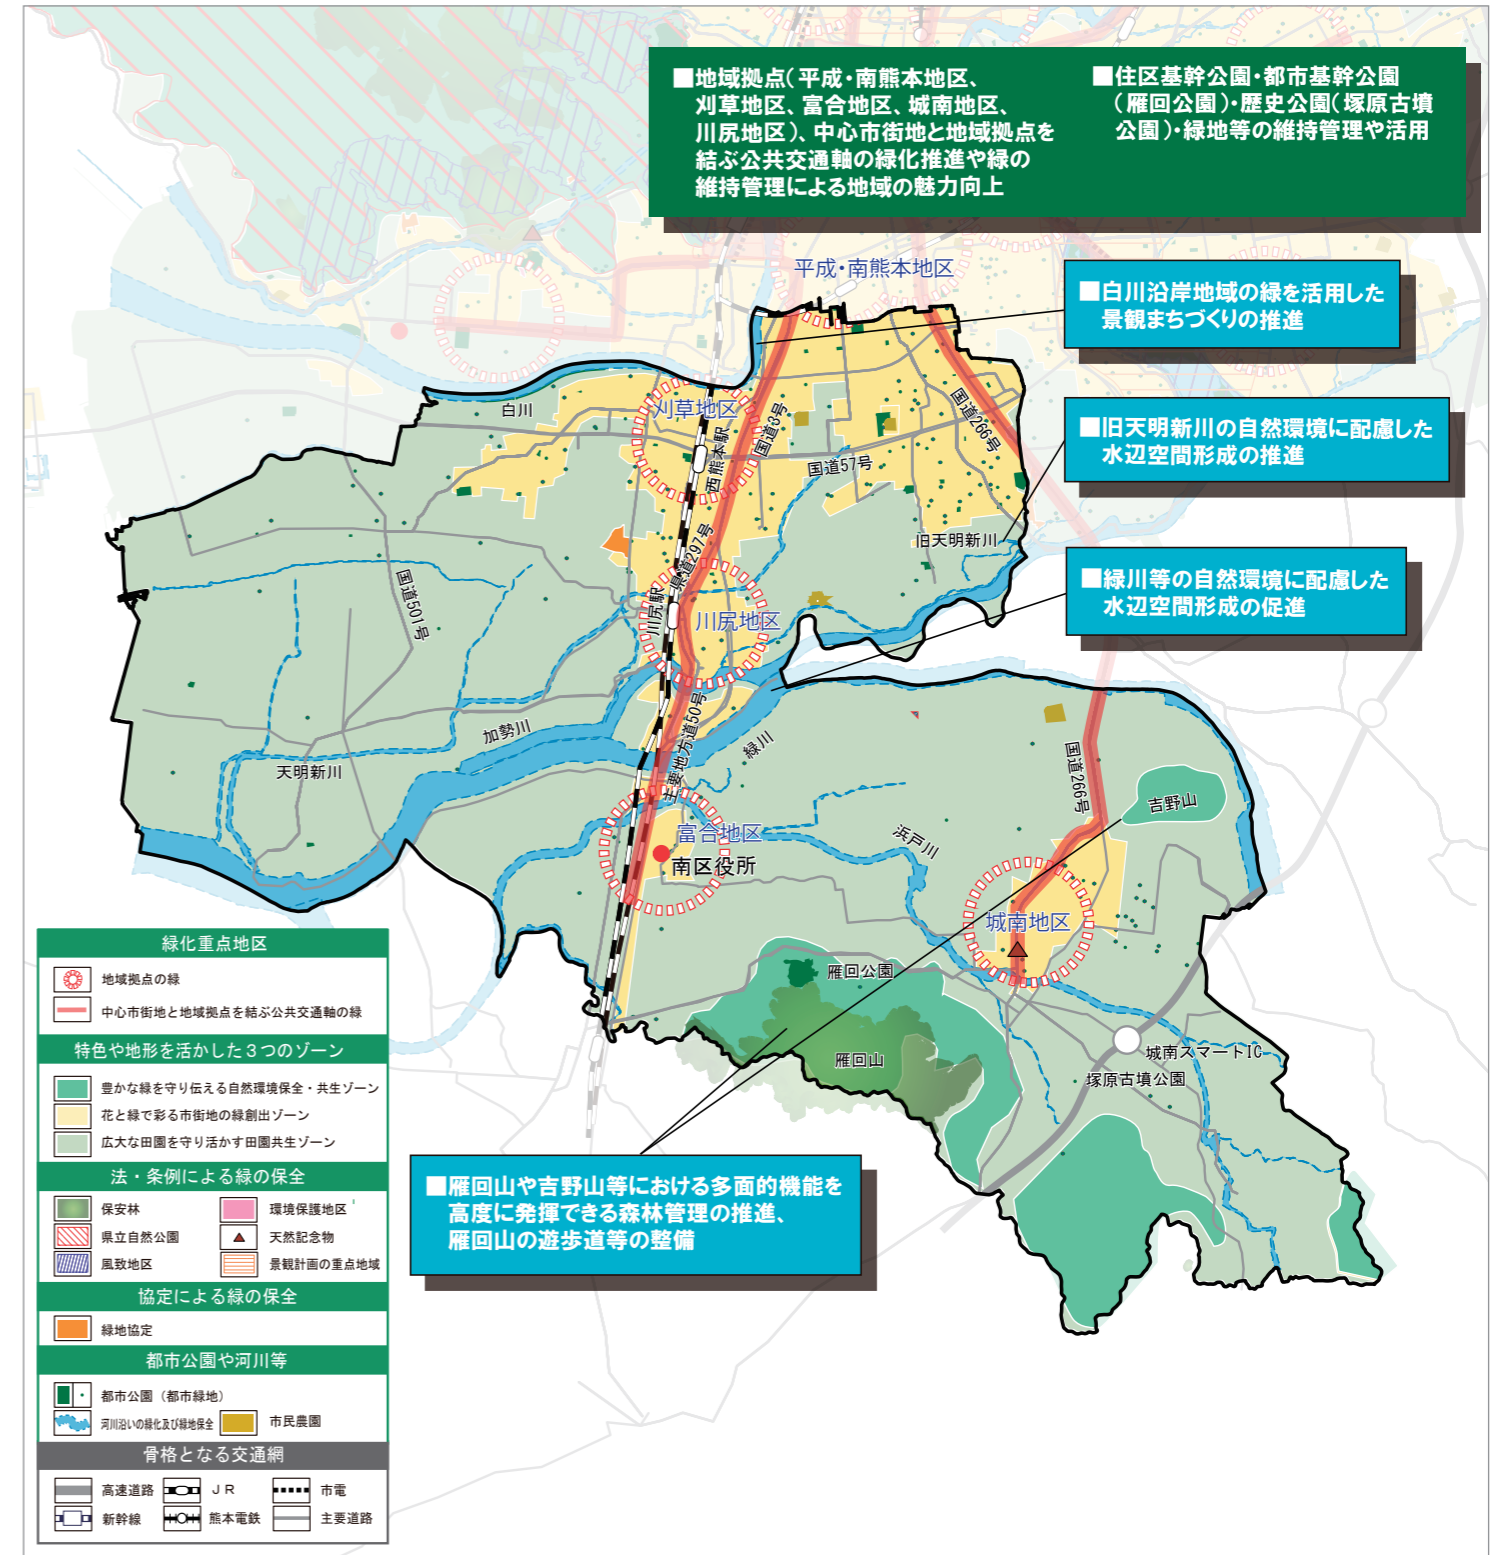 ■地域拠点(平成・南熊本地区、
刈草地区、富合地区、城南地区、
川尻地区)、中心市街地と地域拠点を
結ぶ公共交通軸の緑化推進や緑の
維持管理による地域の魅力向上
■住区基幹公園・都市基幹公園
(雁回公園)・歴史公園(塚原古墳
公園)・緑地等の維持管理や活用
平成・南熊本地区
■白川沿岸地域の緑を活用した
景観まちづくりの推進
白川
刈草地区
西熊本駅
国道3号
国道57号
国道266号
■旧天明新川の自然環境に配慮した
水辺空間形成の推進
旧天明新川
県道297号
国道501号
川尻駅
川尻地区
■緑川等の自然環境に配慮した
水辺空間形成の促進
加勢川
主要地方道50号
緑川
天明新川
国道266号
吉野山
浜戸川
富合地区
南区役所
城南地区
雁回公園
雁回山
城南スマートIC
塚原古墳公園
■雁回山や吉野山等における多面的機能を
高度に発揮できる森林管理の推進、
雁回山の遊歩道等の整備
緑化重点地区
地域拠点の緑
中心市街地と地域拠点を結ぶ公共交通軸の緑
特色や地形を活かした3つのゾーン
豊かな緑を守り伝える自然環境保全・共生ゾーン
花と緑で彩る市街地の緑創出ゾーン
広大な田園を守り活かす田園共生ゾーン
法・条例による緑の保全
保安林
環境保護地区
県立自然公園
天然記念物
風致地区
景観計画の重点地域
協定による緑の保全
緑地協定
都市公園や河川等
都市公園(都市緑地)
河川沿いの緑化及び緑地保全
市民農園
骨格となる交通網
高速道路
JR
市電
新幹線
熊本電鉄
主要道路